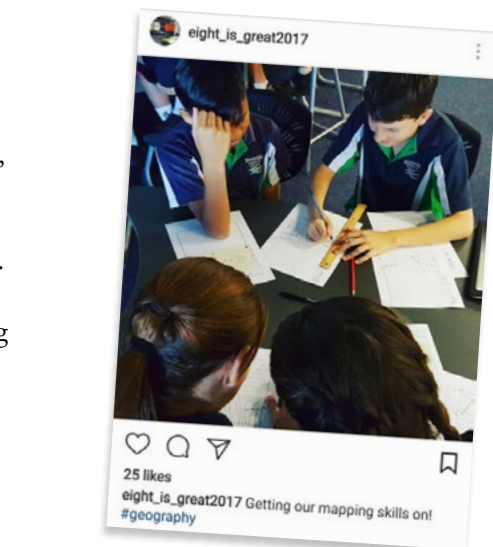 eight_is_great2017
,
.
g
25 likes
eight_is_great2017 Getting our mapping skills on!
#geography